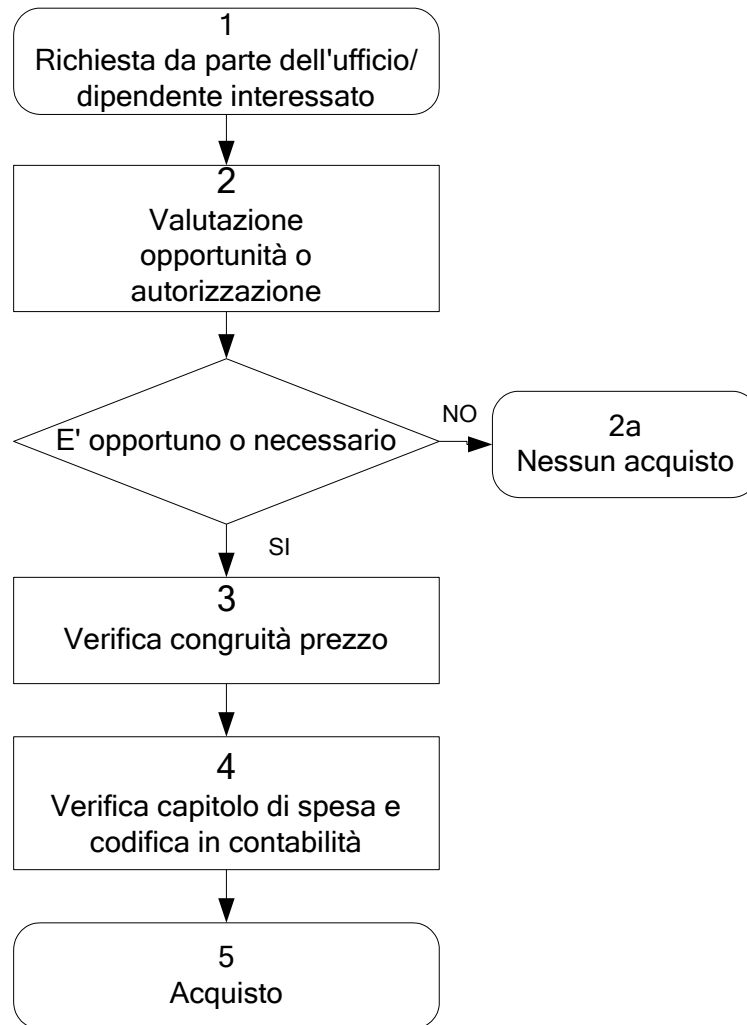 1
Richiesta da parte dell'ufficio/
dipendente interessato
2
Valutazione
opportunità o
autorizzazione
E' opportuno o necessario
NO
2a
Nessun acquisto
SI
3
Verifica congruità prezzo
4
Verifica capitolo di spesa e
codifica in contabilità
5
Acquisto